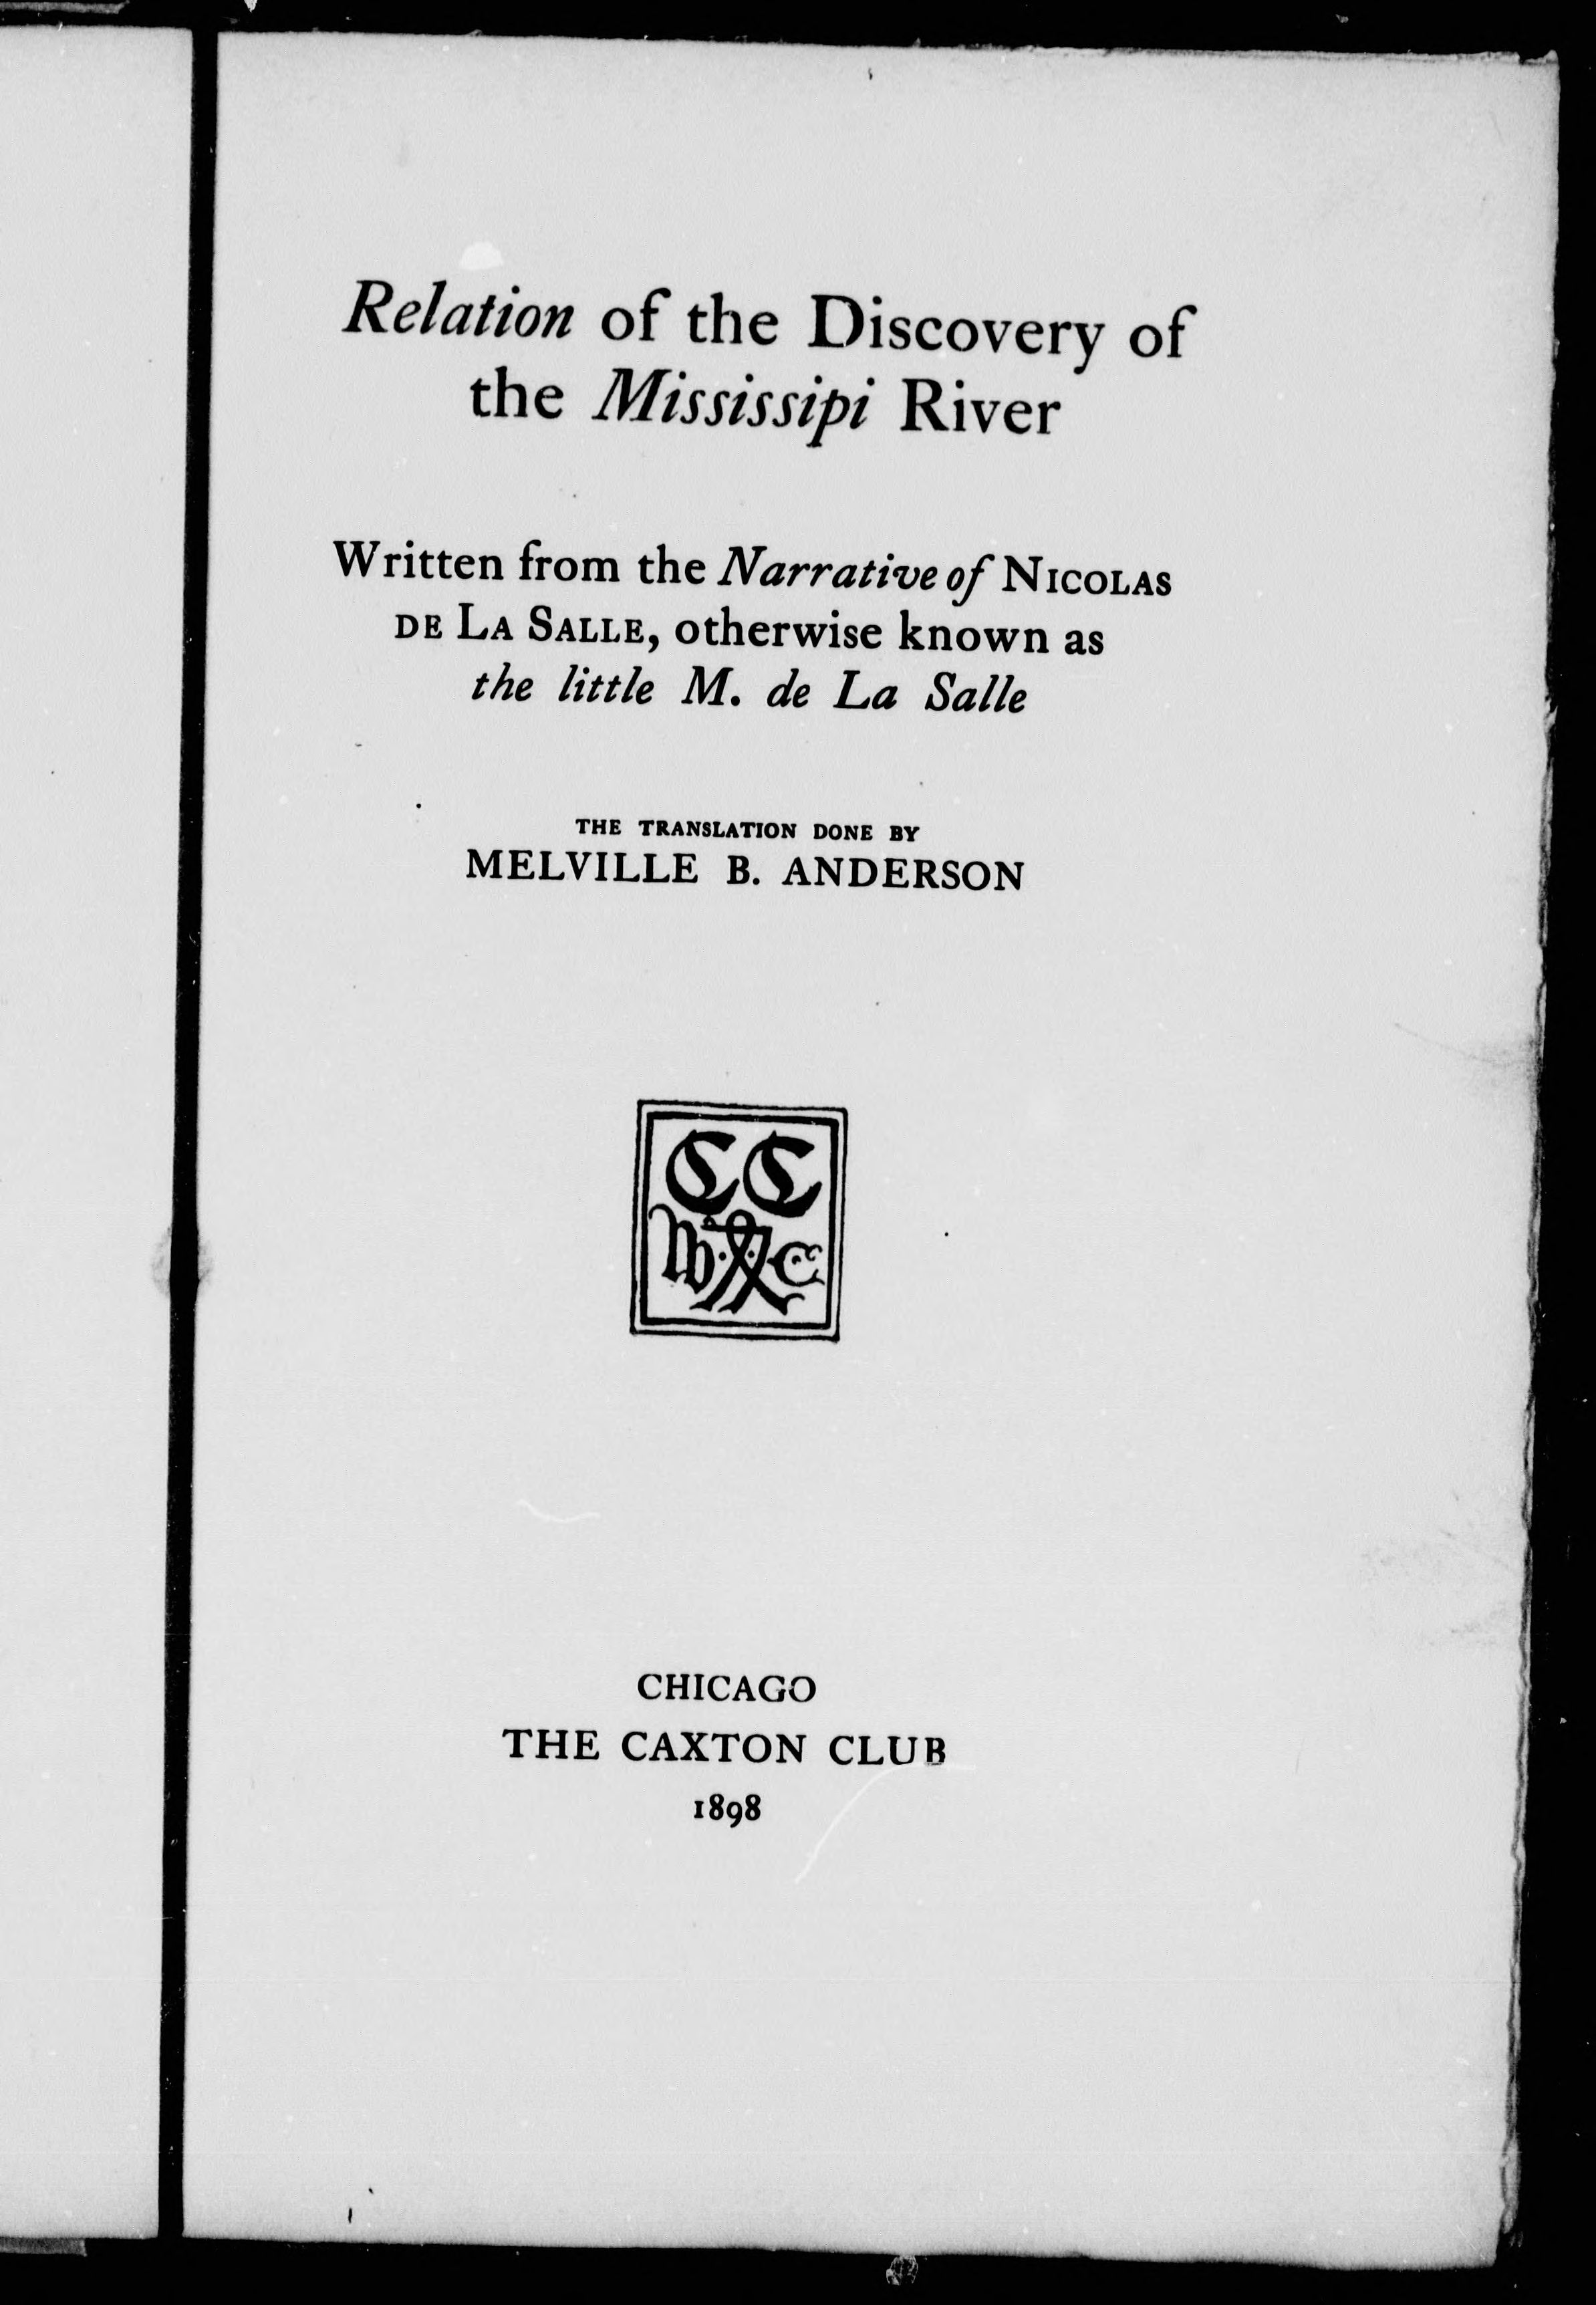 Relation of the Discovery of
the Mississipi River
Written from the Narrative of NICOLAS
DE LA SALLE, otherwise known as
the little M. de La Salle
THE TRANSLATION DONE BY
MELVILLE B. ANDERSON
CC
CHICAGO
THE CAXTON CLUB
1898